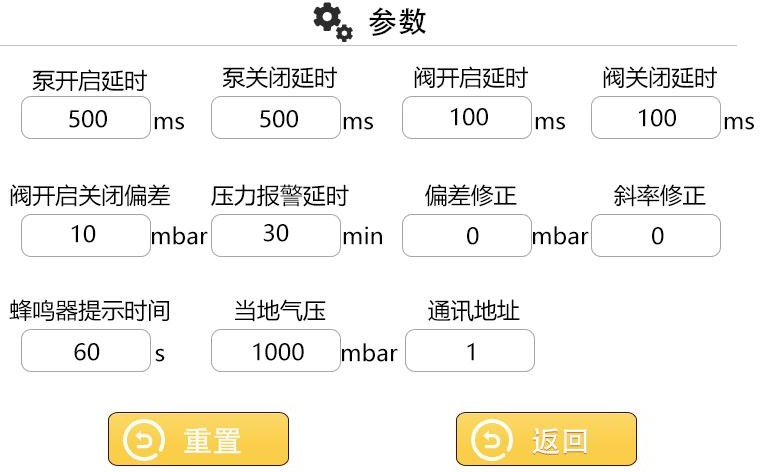 参数
泵开启延时 泵关闭延时 阀开启延时 阀关闭延时
500 ms 500 ms 100 ms 100 ms
阀开启关闭偏差 压力报警延时 偏差修正 斜率修正
10 mbar 30 min 0 mbar 0
蜂鸣器提示时间 当地气压 通讯地址
60 s 1000 mbar 1
重置 返回